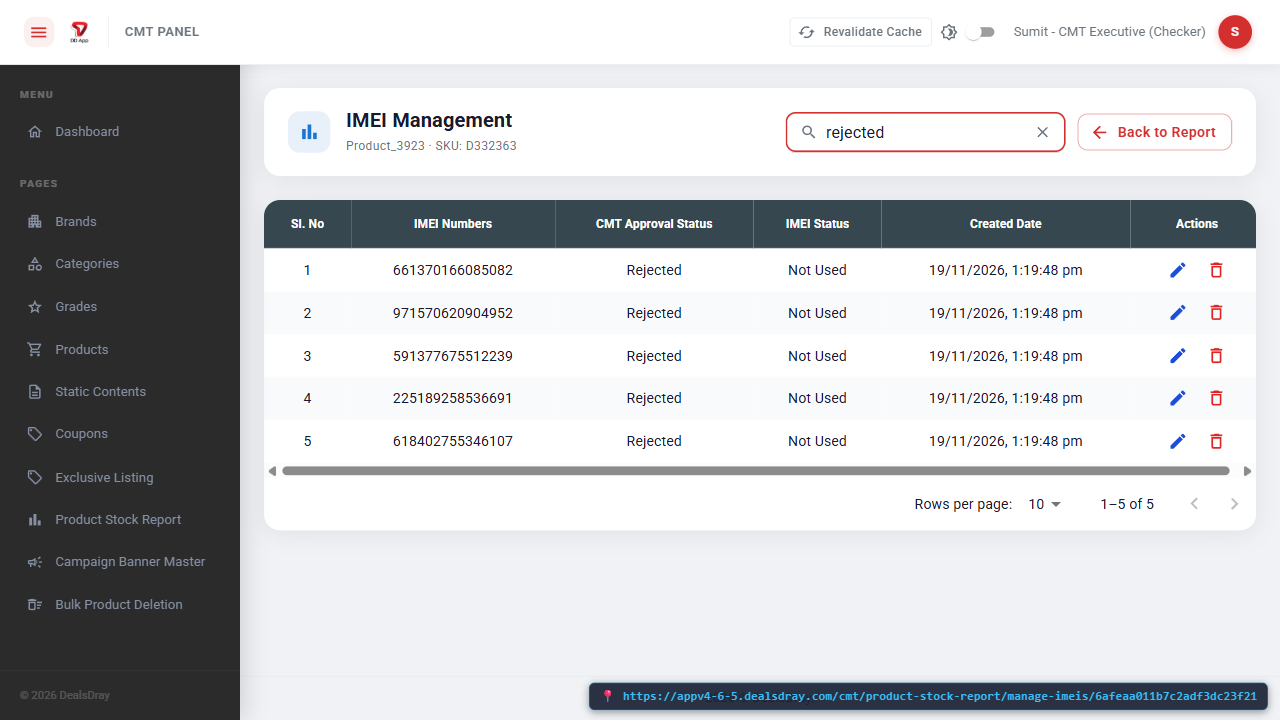 DD App
CMT PANEL
Revalidate Cache
Sumit - CMT Executive (Checker)
S
MENU
Dashboard
PAGES
Brands
Categories
Grades
Products
Static Contents
Coupons
Exclusive Listing
Product Stock Report
Campaign Banner Master
Bulk Product Deletion
© 2026 DealsDray
IMEI Management
Product_3923 · SKU: D332363
rejected
Back to Report
Sl. No IMEI Numbers CMT Approval Status IMEI Status Created Date Actions
1 661370166085082 Rejected Not Used 19/11/2026, 1:19:48 pm
2 971570620904952 Rejected Not Used 19/11/2026, 1:19:48 pm
3 591377675512239 Rejected Not Used 19/11/2026, 1:19:48 pm
4 225189258536691 Rejected Not Used 19/11/2026, 1:19:48 pm
5 618402755346107 Rejected Not Used 19/11/2026, 1:19:48 pm
Rows per page: 10 1–5 of 5
https://appv4-6-5.dealsdray.com/cmt/product-stock-report/manage-imeis/6afeaa011b7c2adf3dc23f21